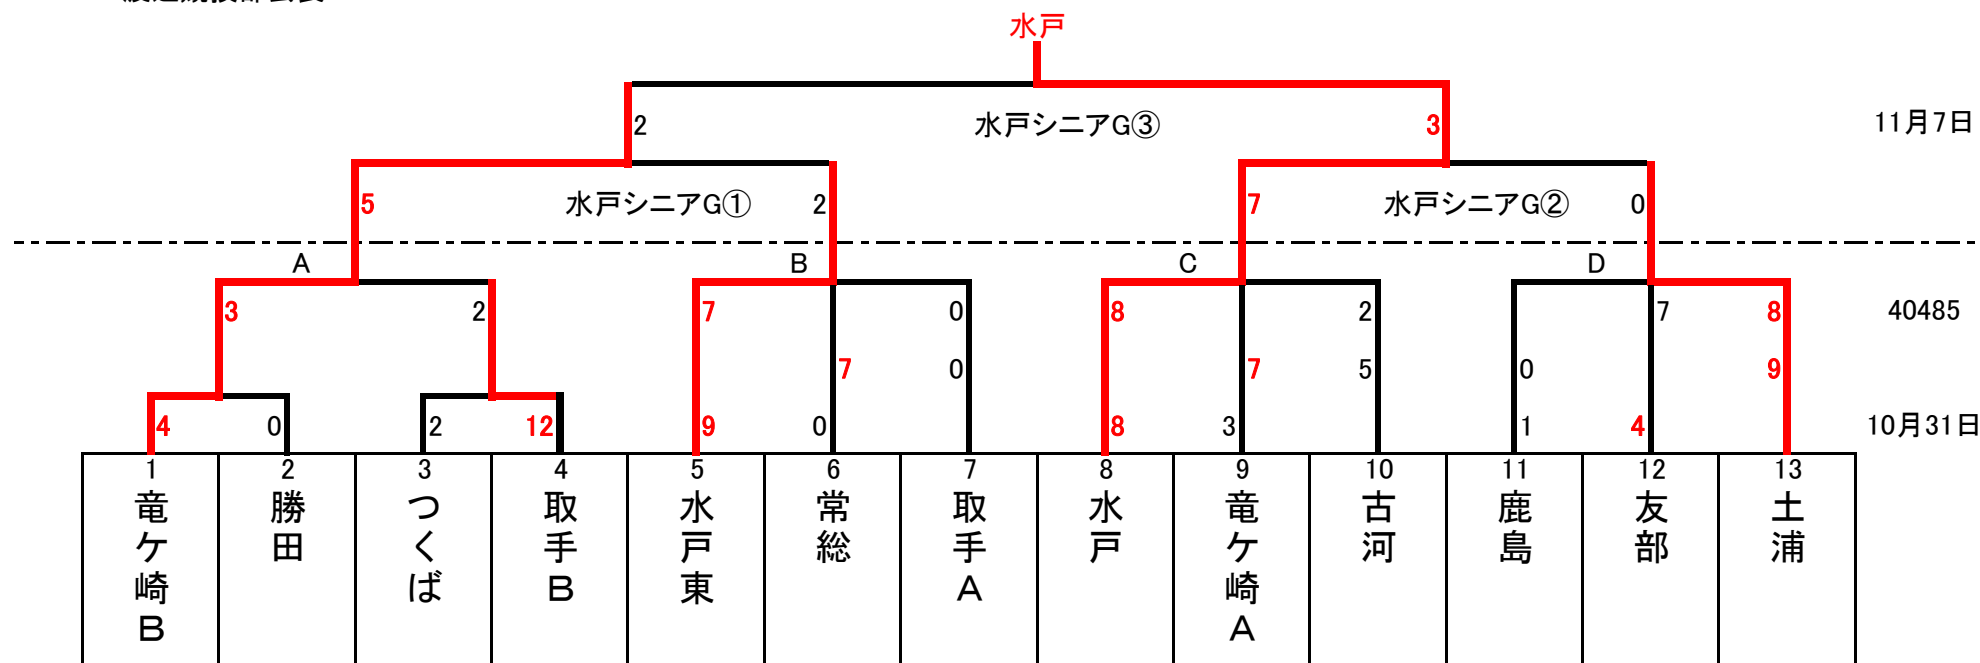 水戸
2 水戸シニアG③ 3 11月7日
5 水戸シニアG① 2 7 水戸シニアG② 0
A B C D
3 2 7 0 8 2 7 8 40485
7 0 7 5 0 9
4 0 2 12 9 0 8 3 1 4 10月31日
1 2 3 4 5 6 7 8 9 10 11 12 13
竜ケ崎B
勝田
つくば
取手B
水戸東
常総
取手A
水戸
竜ケ崎A
古河
鹿島
友部
土浦